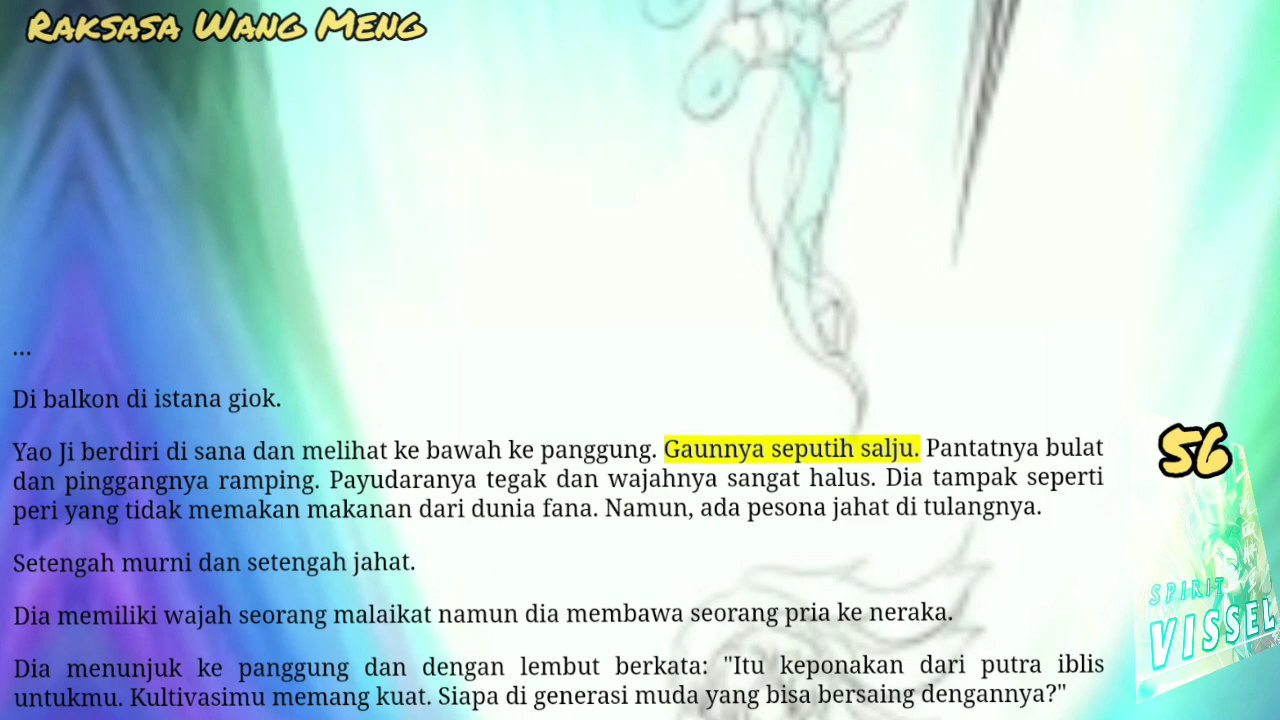 Raksasa Wang Meng
...
Di balkon di istana giok.
Yao Ji berdiri di sana dan melihat ke bawah ke panggung. Gaunnya seputih salju. Pantatnya bulat
dan pinggangnya ramping. Payudaranya tegak dan wajahnya sangat halus. Dia tampak seperti
peri yang tidak memakan makanan dari dunia fana. Namun, ada pesona jahat di tulangnya.
Setengah murni dan setengah jahat.
Dia memiliki wajah seorang malaikat namun dia membawa seorang pria ke neraka.
Dia menunjuk ke panggung dan dengan lembut berkata: "Itu keponakan dari putra iblis
untukmu. Kultivasimu memang kuat. Siapa di generasi muda yang bisa bersaing dengannya?"
56
SPIRIT
VISSEL